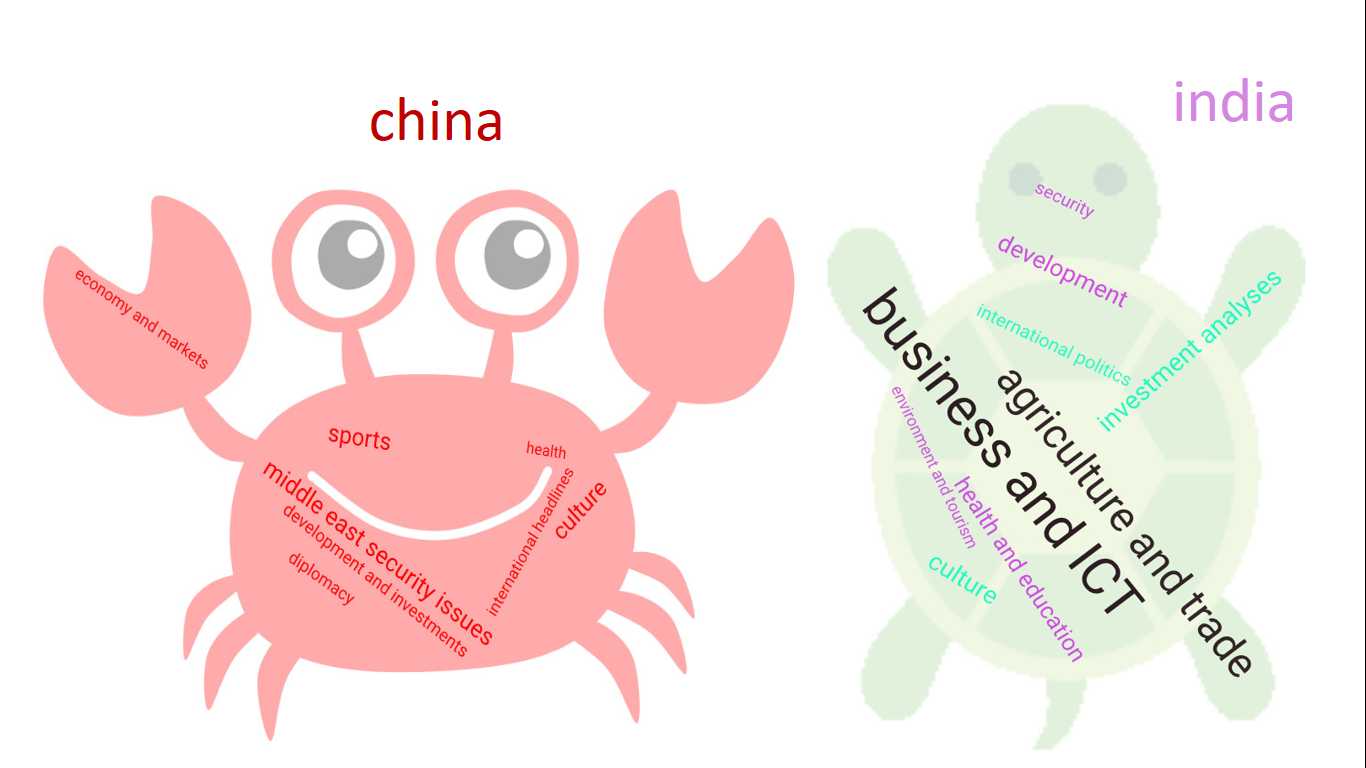 china
economy and markets
sports
health
middle east security issues
development and investments
diplomacy
international headlines
culture
india
security
development
international politics
investment analyses
business and ICT
agriculture and trade
environment and tourism
health and education
culture